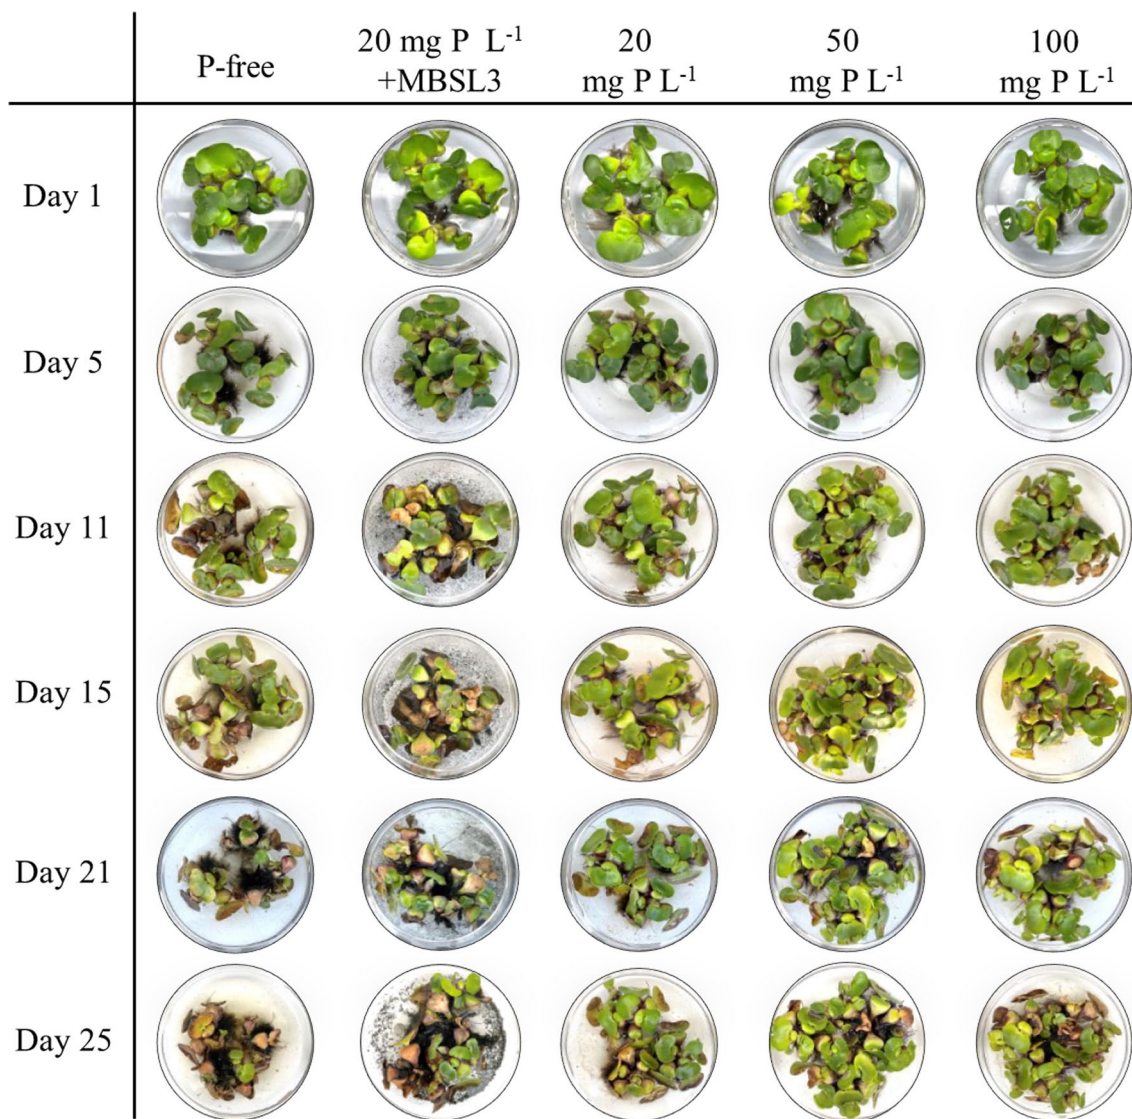 P-free
20 mg P L⁻¹
+MBSL3
20
mg P L⁻¹
50
mg P L⁻¹
100
mg P L⁻¹
Day 1
Day 5
Day 11
Day 15
Day 21
Day 25